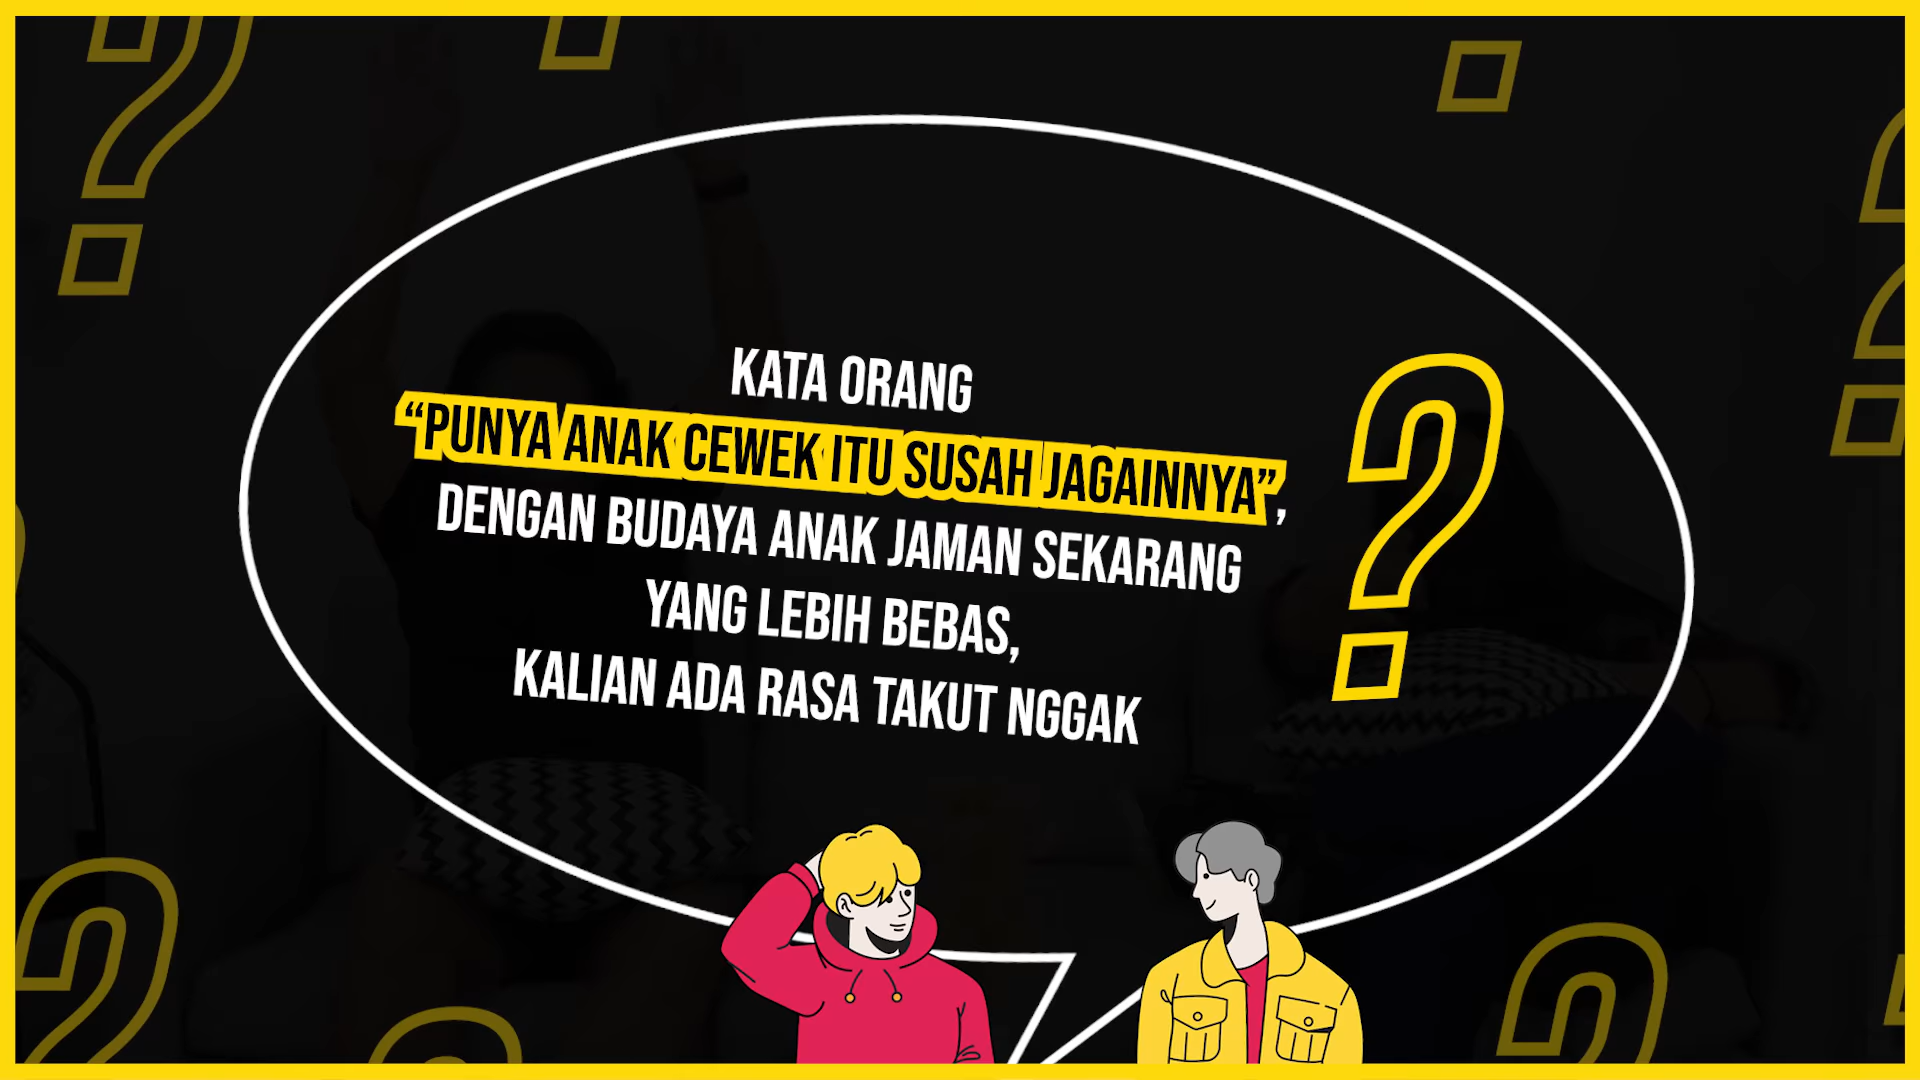 KATA ORANG
“PUNYA ANAK CEWEK ITU SUSAH JAGAINNYA”,
DENGAN BUDAYA ANAK JAMAN SEKARANG
YANG LEBIH BEBAS,
KALIAN ADA RASA TAKUT NGGAK
?